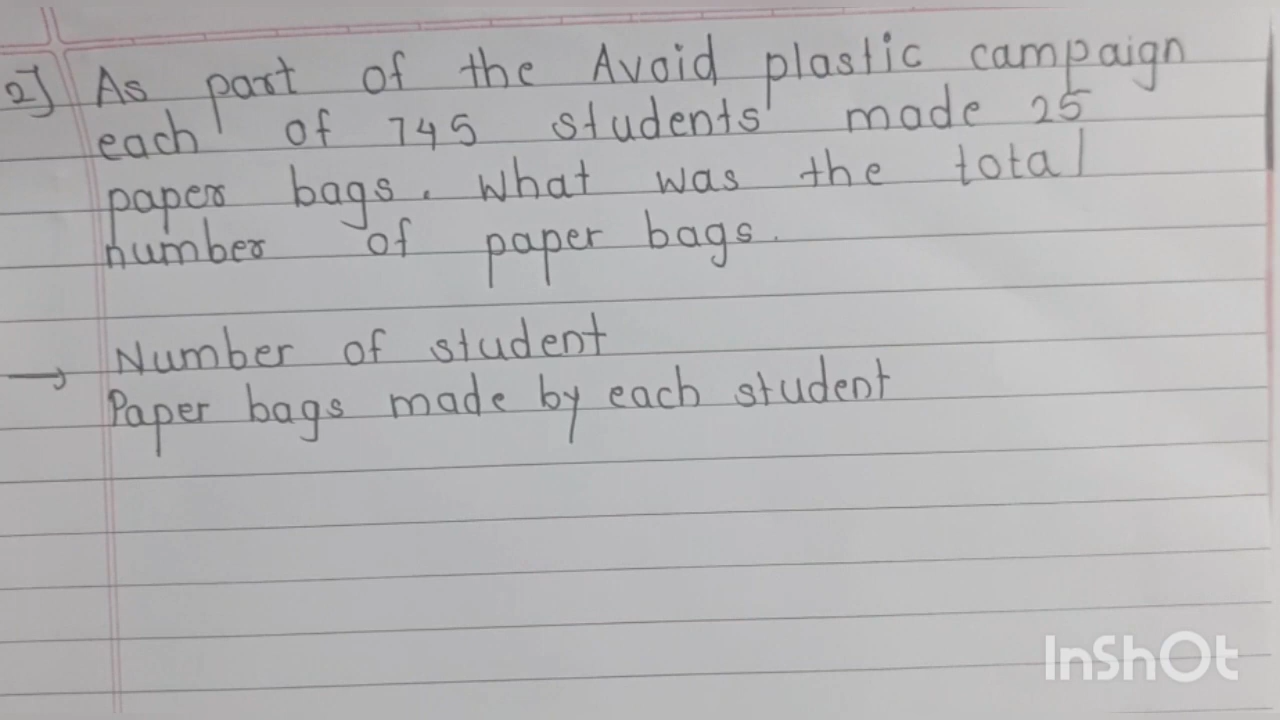 2] As part of the Avoid plastic campaign
each of 745 students made 25
paper bags. What was the total
number of paper bags.
→ Number of student
Paper bags made by each student
InShOt